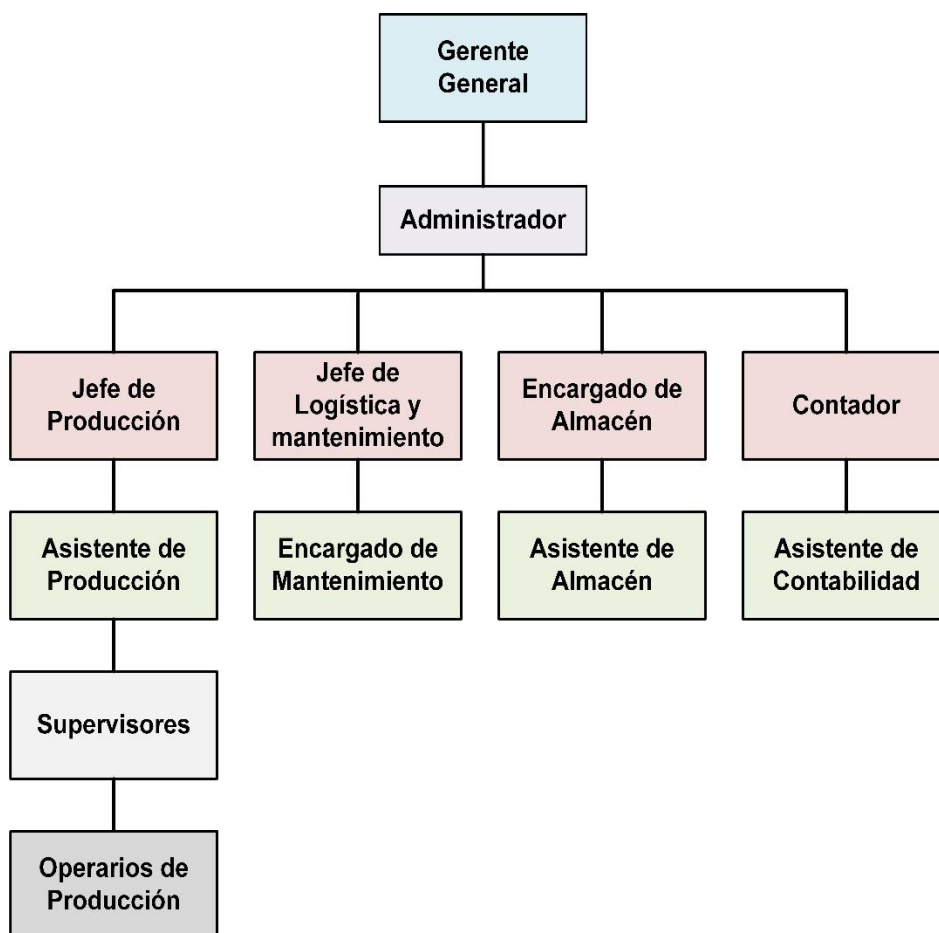 Gerente
General
Administrador
Jefe de
Producción
Jefe de
Logística y
mantenimiento
Encargado de
Almacén
Contador
Asistente de
Producción
Encargado de
Mantenimiento
Asistente de
Almacén
Asistente de
Contabilidad
Supervisores
Operarios de
Producción